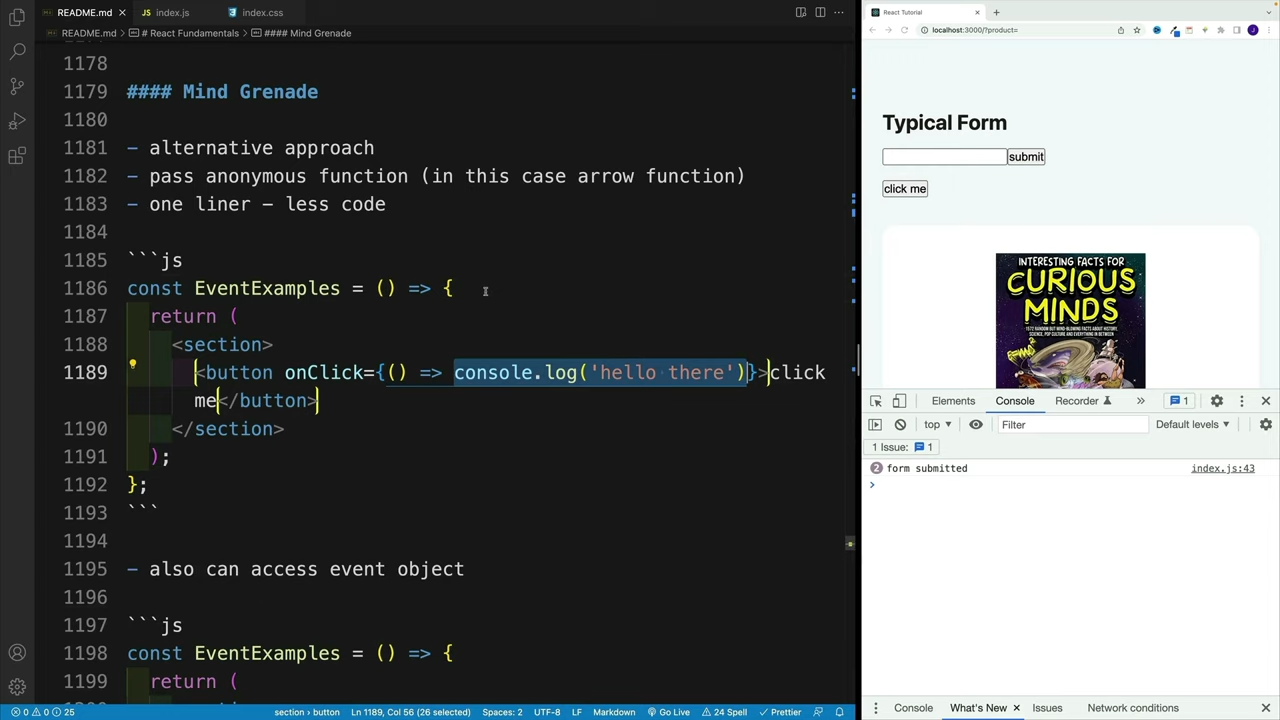 README.md
index.js
index.css
README.md > # React Fundamentals > #### Mind Grenade
1178
1179 #### Mind Grenade
1180
1181 - alternative approach
1182 - pass anonymous function (in this case arrow function)
1183 - one liner - less code
1184
1185 ```js
1186 const EventExamples = () => {
1187 return (
1188 <section>
1189 <button onClick={() => console.log('hello there')}>click
me</button>
1190 </section>
1191 );
1192 };
1193 ```
1194
1195 - also can access event object
1196
1197 ```js
1198 const EventExamples = () => {
1199 return (
0 0 25
section > button
Ln 1189, Col 56 (26 selected)
Spaces: 2
UTF-8
LF
Markdown
Go Live
24 Spell
Prettier
React Tutorial
localhost:3000/?product=
J
Typical Form
submit
click me
INTERESTING FACTS FOR
CURIOUS
MINDS
Elements
Console
Recorder
1
top
Filter
Default levels
1 Issue: 1
2 form submitted
index.js:43
Console
What's New
Issues
Network conditions